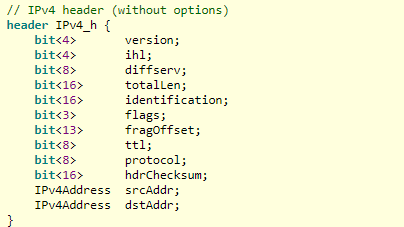 // IPv4 header (without options)
header IPv4_h {
    bit<4>       version;
    bit<4>       ihl;
    bit<8>       diffserv;
    bit<16>      totalLen;
    bit<16>      identification;
    bit<3>       flags;
    bit<13>      fragOffset;
    bit<8>       ttl;
    bit<8>       protocol;
    bit<16>      hdrChecksum;
    IPv4Address  srcAddr;
    IPv4Address  dstAddr;
}